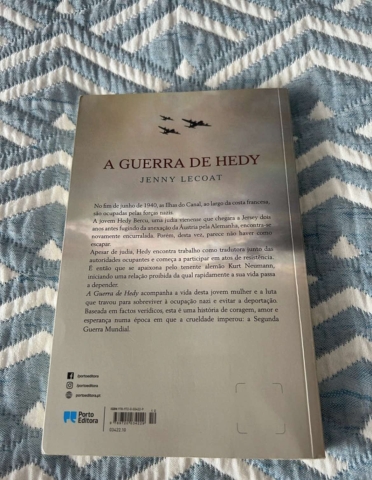 A GUERRA DE HEDY
JENNY LECOAT
No fim de junho de 1940, as Ilhas do Canal, ao largo da costa francesa,
são ocupadas pelas forças nazis.
A jovem Hedy Bercu, uma judia vienense que chegara a Jersey dois
anos antes fugindo da anexação da Áustria pela Alemanha, encontra-se
novamente encurralada. Porém, desta vez, parece não haver como
escapar.
Apesar de judia, Hedy encontra trabalho como tradutora junto das
autoridades ocupantes e começa a participar em atos de resistência.
É então que se apaixona pelo tenente alemão Kurt Neumann,
iniciando uma relação proibida da qual rapidamente a sua vida passa
a depender.
A Guerra de Hedy acompanha a vida desta jovem mulher e a luta
que travou para sobreviver à ocupação nazi e evitar a deportação.
Baseada em factos verídicos, esta é uma história de coragem, amor e
esperança numa época em que a crueldade imperou: a Segunda
Guerra Mundial.
/portoeditora
/portoeditora
/portoeditora.pt
Porto
Editora